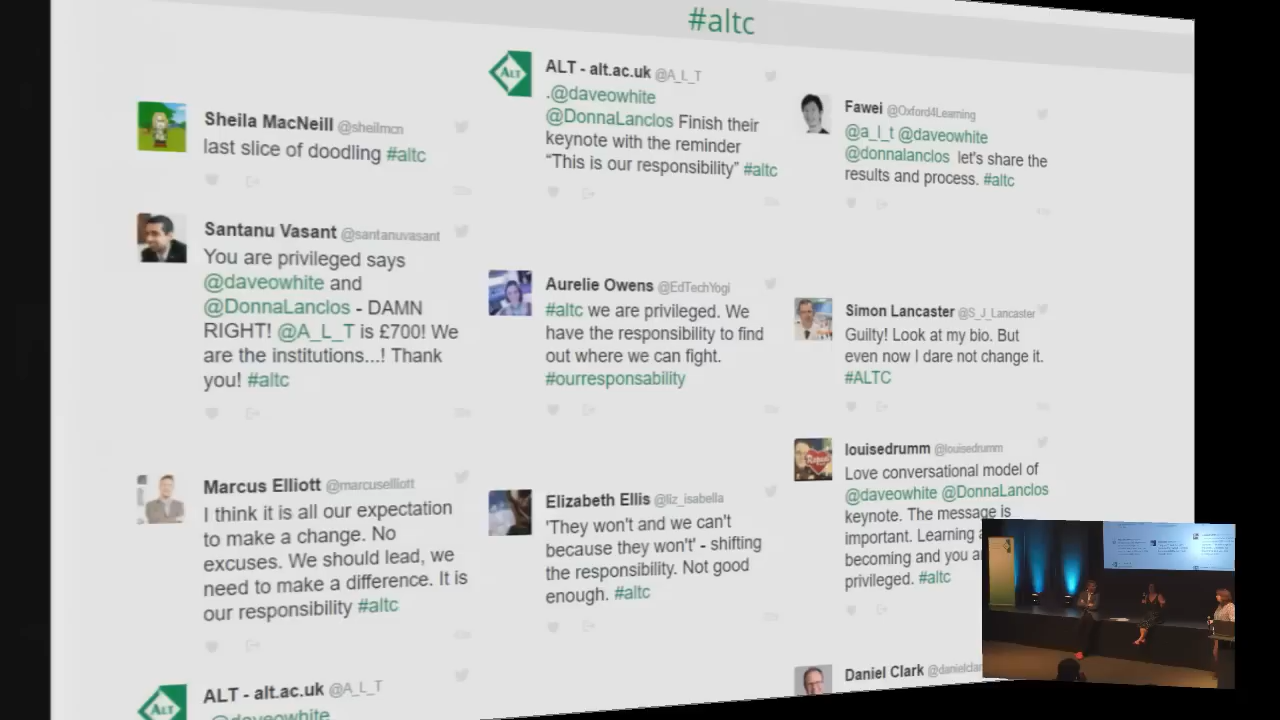 #altc
Sheila MacNeill @sheilmcn
last slice of doodling #altc
Santanu Vasant @santanuvasant
You are privileged says
@daveowhite and
@DonnaLanclos - DAMN
RIGHT! @A_L_T is £700! We
are the institutions...! Thank
you! #altc
Marcus Elliott @marcuselliott
I think it is all our expectation
to make a change. No
excuses. We should lead, we
need to make a difference. It is
our responsibility #altc
ALT - alt.ac.uk @A_L_T
.@daveowhite
ALT
ALT - alt.ac.uk @A_L_T
.@daveowhite
@DonnaLanclos Finish their
keynote with the reminder
“This is our responsibility” #altc
Aurelie Owens @EdTechYogi
#altc we are privileged. We
have the responsibility to find
out where we can fight.
#ourresponsability
Elizabeth Ellis @liz_isabella
'They won't and we can't
because they won't' - shifting
the responsibility. Not good
enough. #altc
Fawei @Oxford4Learning
@a_l_t @daveowhite
@donnalanclos let's share the
results and process. #altc
Simon Lancaster @S_J_Lancaster
Guilty! Look at my bio. But
even now I dare not change it.
#ALTC
louisedrumm @louisedrumm
Love conversational model of
@daveowhite @DonnaLanclos
keynote. The message is
important. Learning
becoming and you a
privileged. #altc
Daniel Clark @danielcla